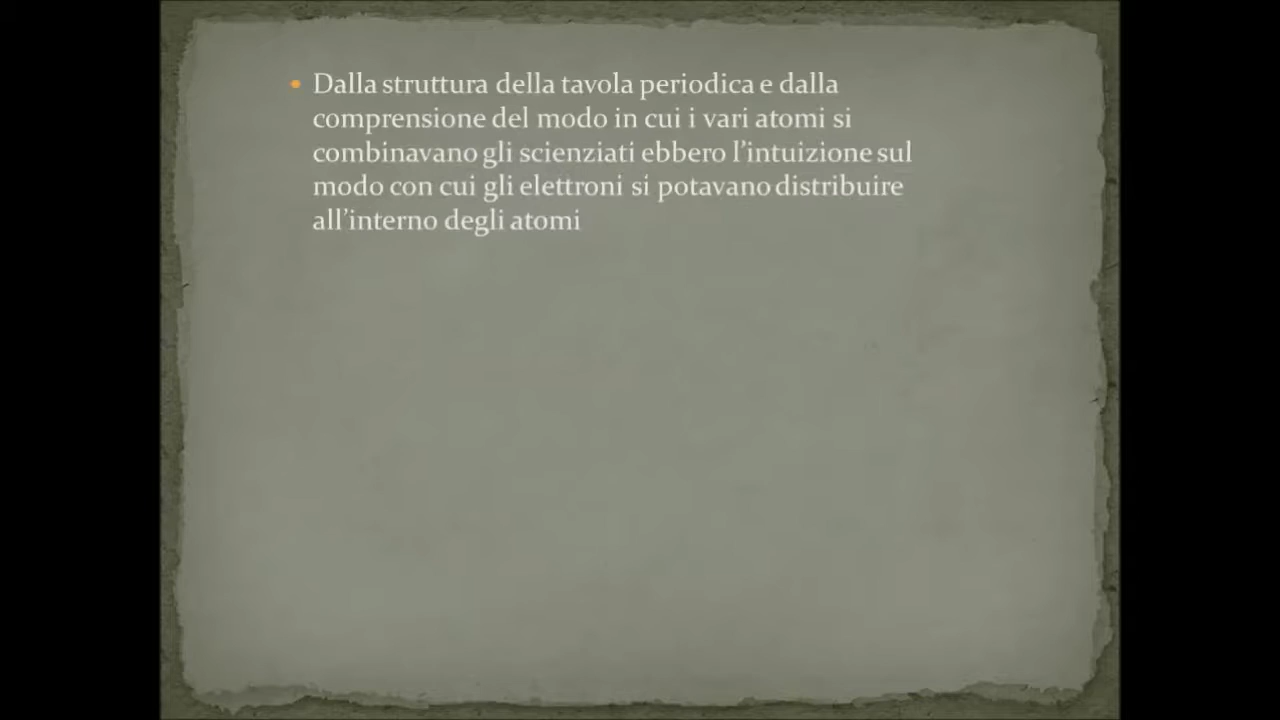 • Dalla struttura della tavola periodica e dalla
comprensione del modo in cui i vari atomi si
combinavano gli scienziati ebbero l’intuizione sul
modo con cui gli elettroni si potavano distribuire
all’interno degli atomi